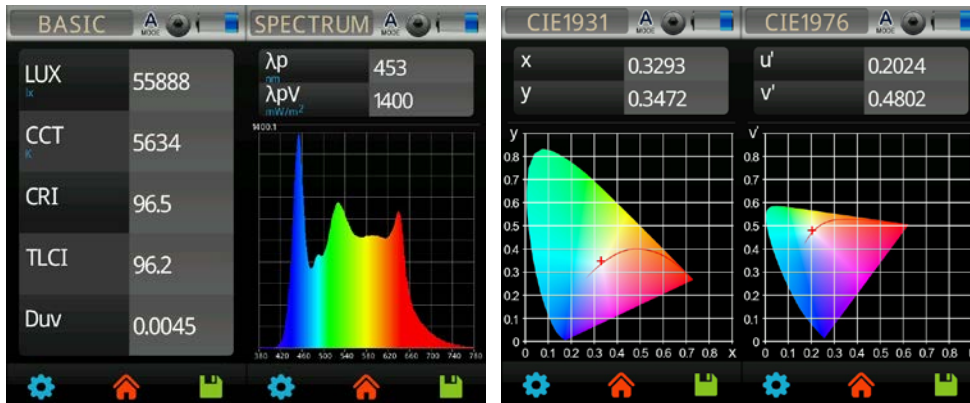 BASIC
A
MODE
LUX
lx
55888
CCT
K
5634
CRI
96.5
TLCI
96.2
Duv
0.0045
SPECTRUM
A
MODE
λp
nm
453
λpV
mW/m²
1400
1400.1
380 420 460 500 540 580 620 660 700 740 780
CIE1931
A
MODE
x
0.3293
y
0.3472
y
0.8
0.7
0.6
0.5
0.4
0.3
0.2
0.1
0
0 0.1 0.2 0.3 0.4 0.5 0.6 0.7 0.8 x
CIE1976
A
MODE
u'
0.2024
v'
0.4802
v'
0.8
0.7
0.6
0.5
0.4
0.3
0.2
0.1
0
0 0.1 0.2 0.3 0.4 0.5 0.6 0.7 0.8